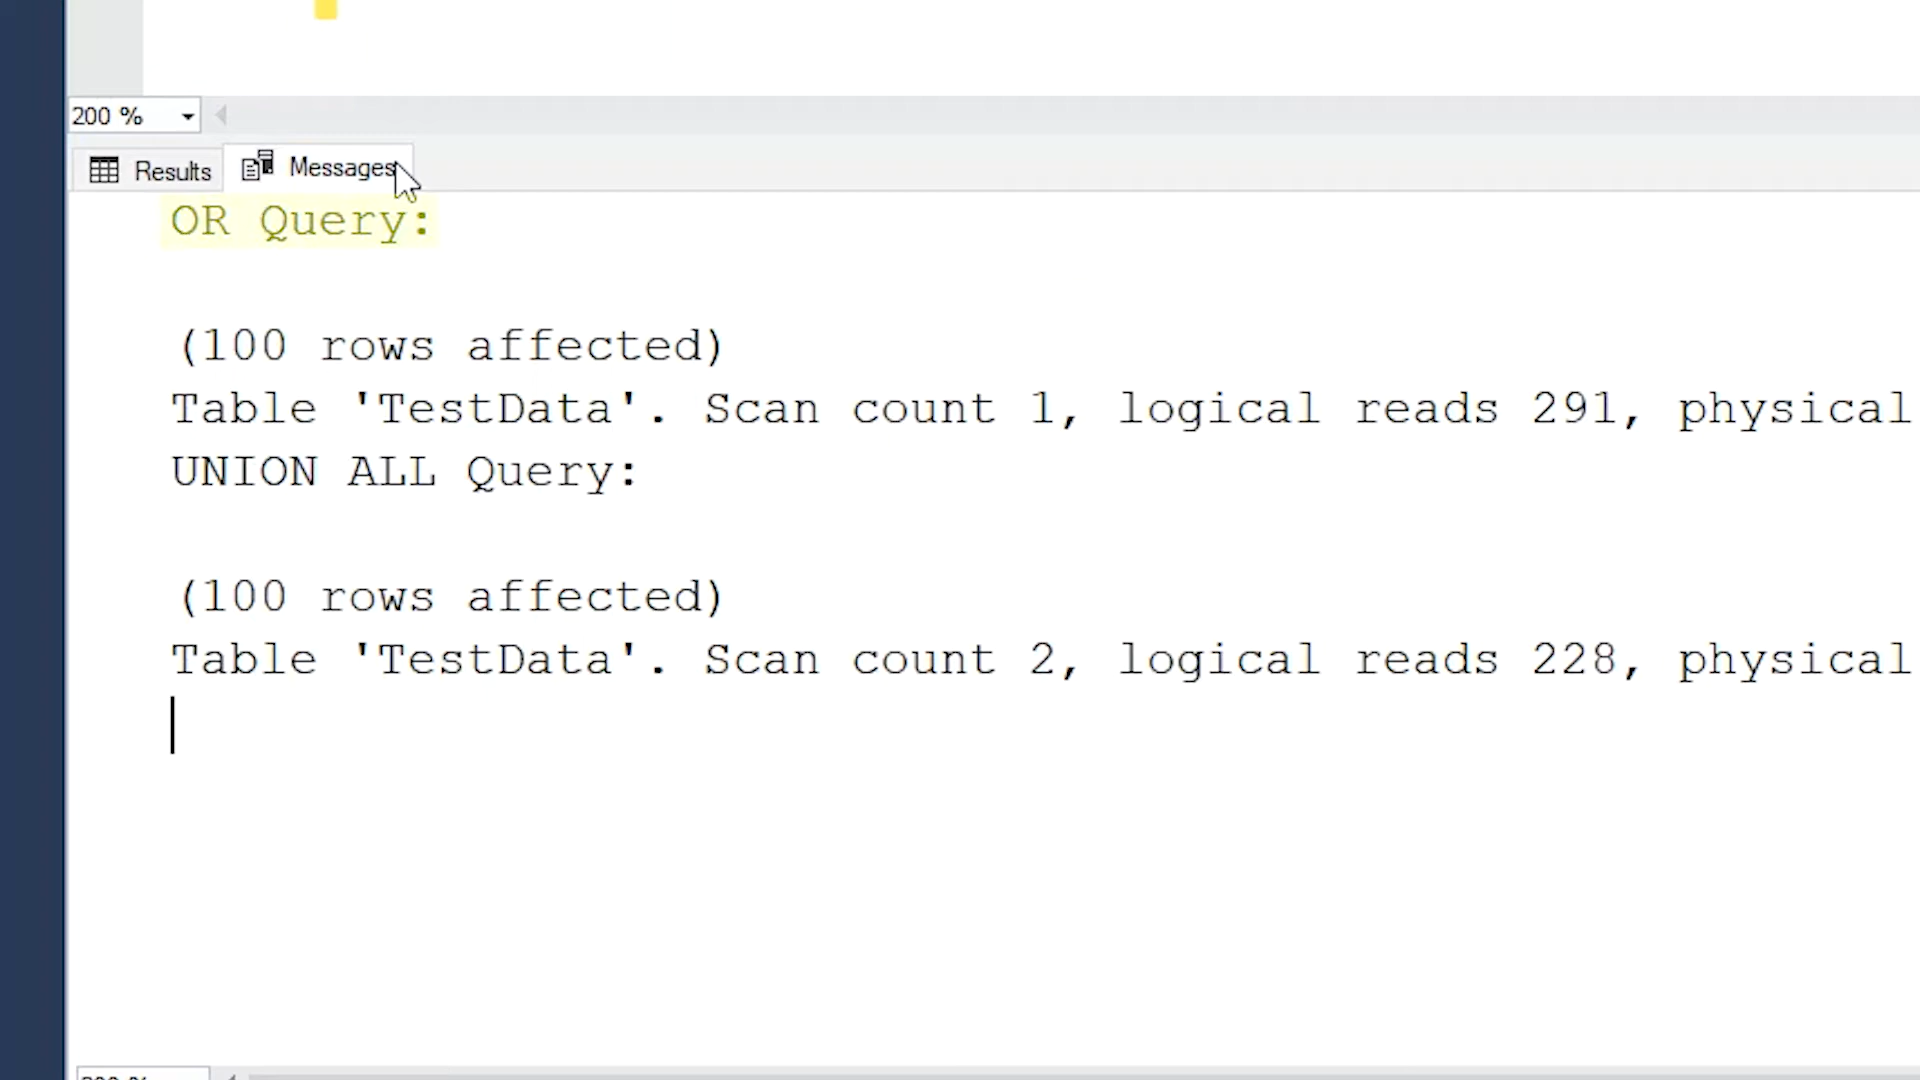 200 %
Results Messages
OR Query:
(100 rows affected)
Table 'TestData'. Scan count 1, logical reads 291, physical
UNION ALL Query:
(100 rows affected)
Table 'TestData'. Scan count 2, logical reads 228, physical